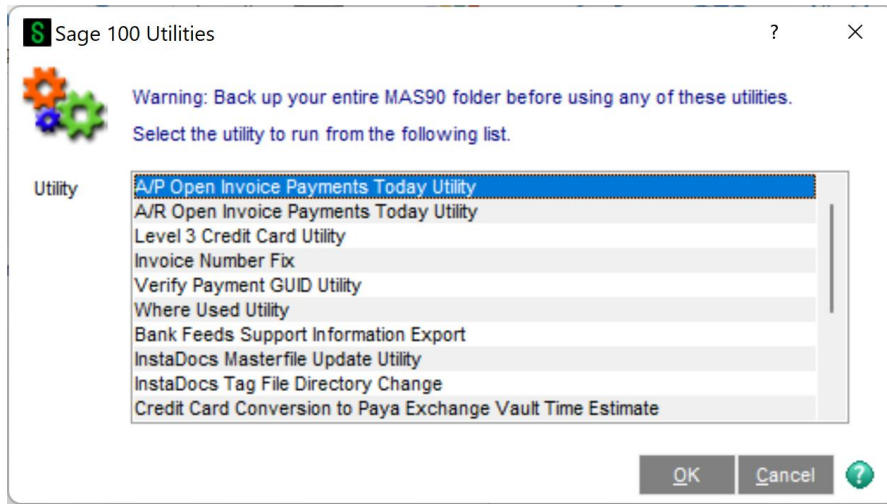 S Sage 100 Utilities ? ×
Warning: Back up your entire MAS90 folder before using any of these utilities.
Select the utility to run from the following list.
Utility
A/P Open Invoice Payments Today Utility
A/R Open Invoice Payments Today Utility
Level 3 Credit Card Utility
Invoice Number Fix
Verify Payment GUID Utility
Where Used Utility
Bank Feeds Support Information Export
InstaDocs Masterfile Update Utility
InstaDocs Tag File Directory Change
Credit Card Conversion to Paya Exchange Vault Time Estimate
OK
Cancel
?